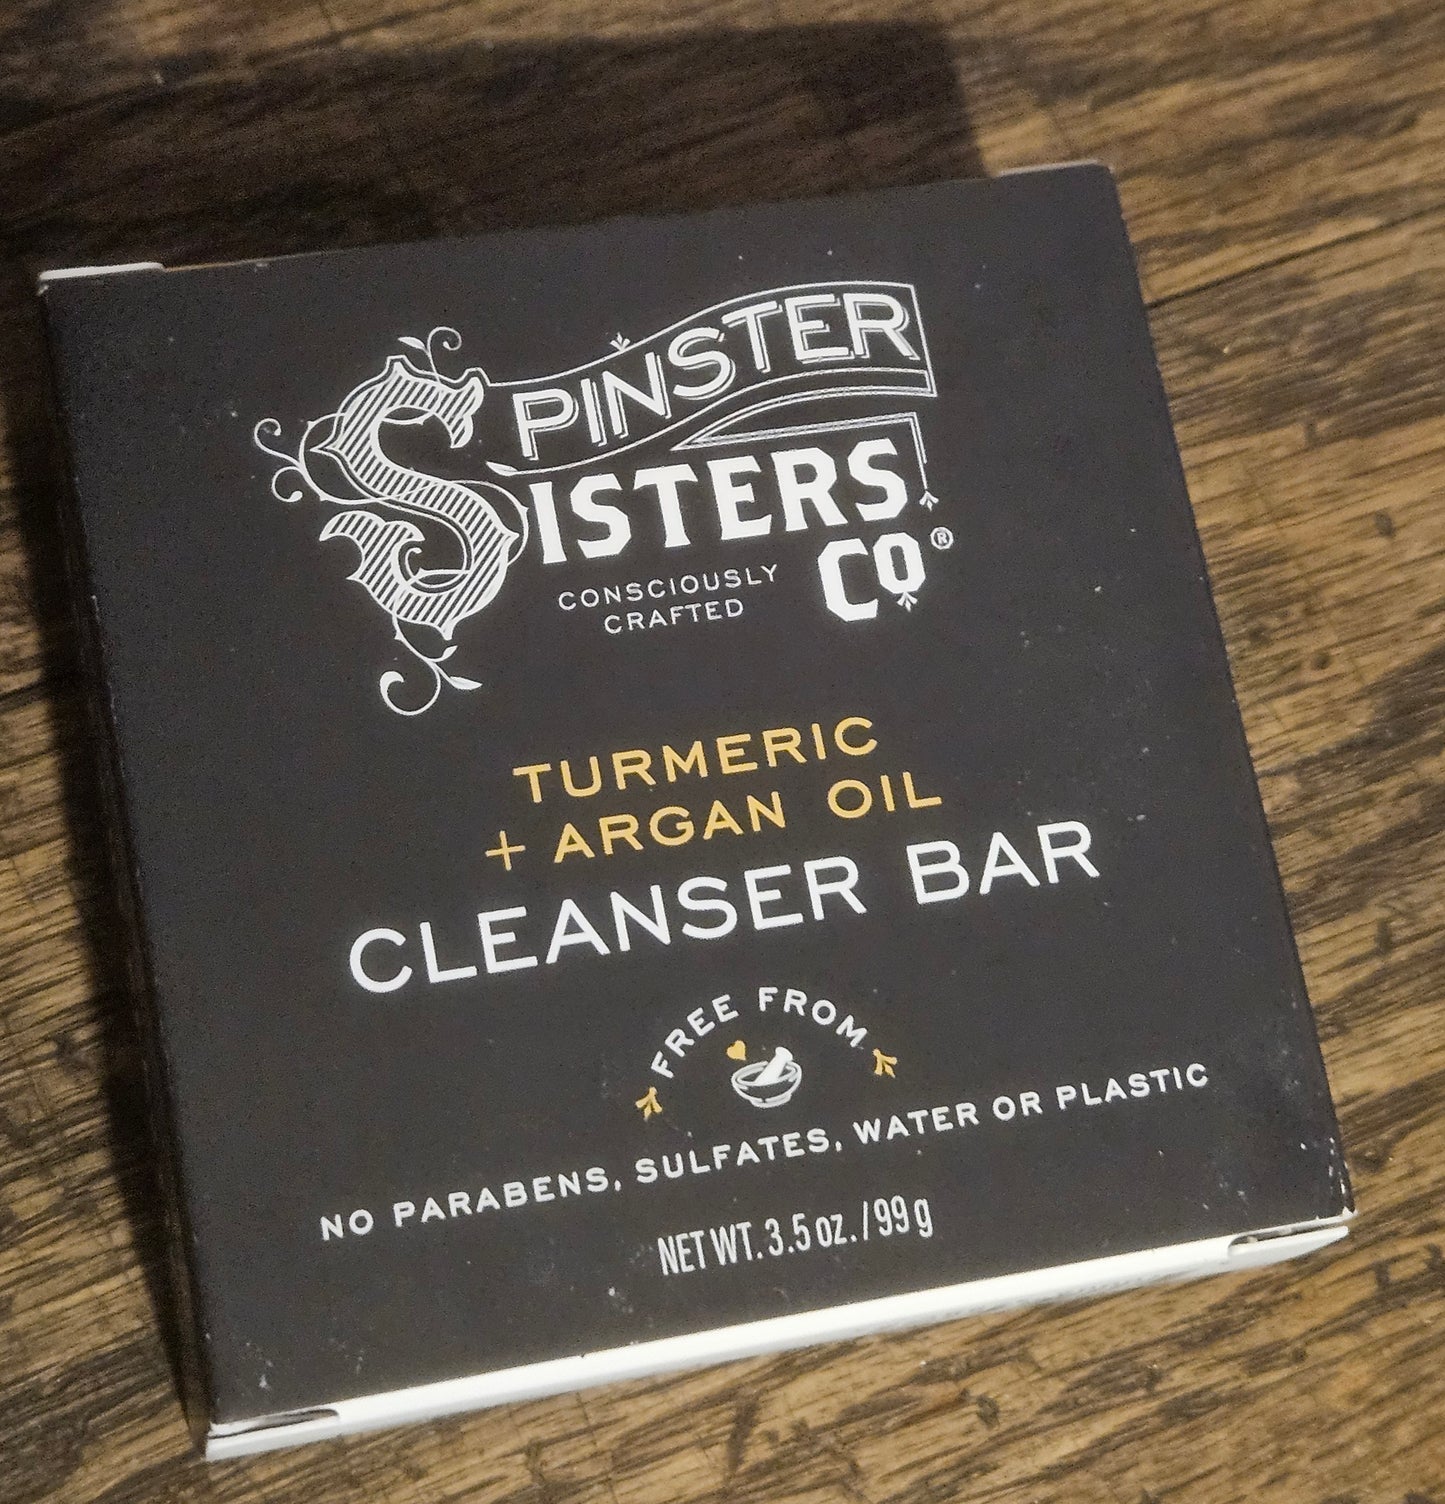 SPINSTER
SISTERS
CO®
CONSCIOUSLY
CRAFTED
TURMERIC
+ ARGAN OIL
CLEANSER BAR
FREE FROM
NO PARABENS, SULFATES, WATER OR PLASTIC
NET WT. 3.5 oz. / 99 g